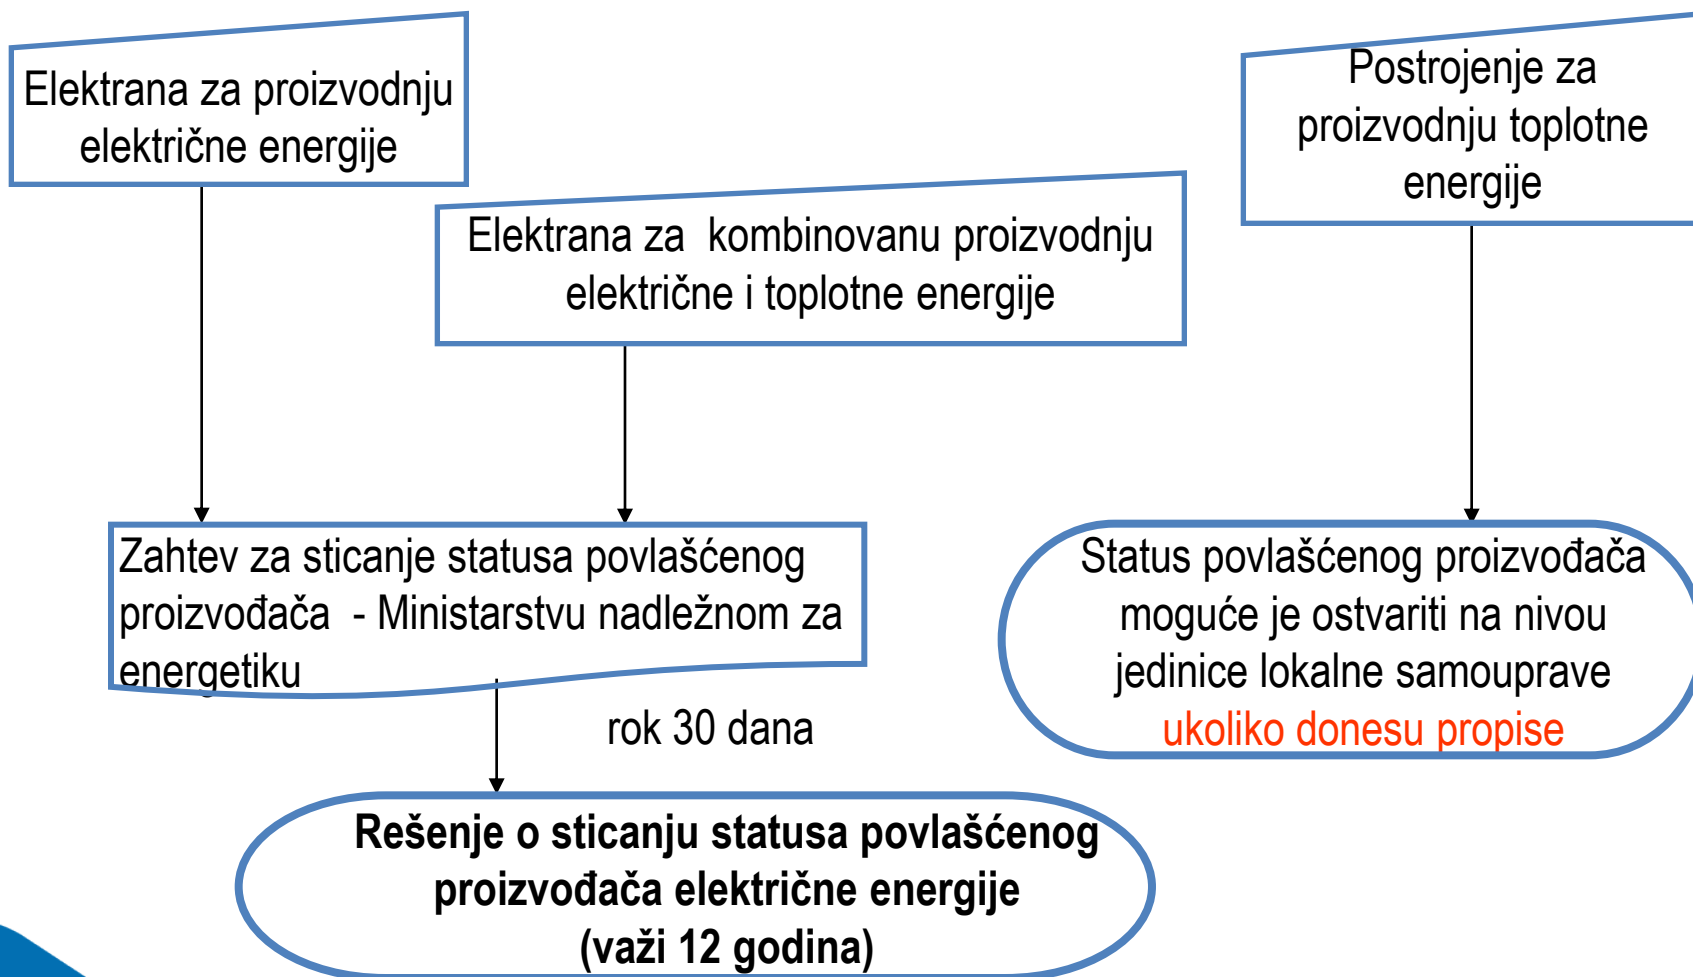 Elektrana za proizvodnju
električne energije
Postrojenje za
proizvodnju toplotne
energije
Elektrana za  kombinovanu proizvodnju
električne i toplotne energije
Zahtev za sticanje statusa povlašćenog
proizvođača  - Ministarstvu nadležnom za
energetiku
Status povlašćenog proizvođača
moguće je ostvariti na nivou
jedinice lokalne samouprave
ukoliko donesu propise
rok 30 dana
Rešenje o sticanju statusa povlašćenog
proizvođača električne energije
(važi 12 godina)